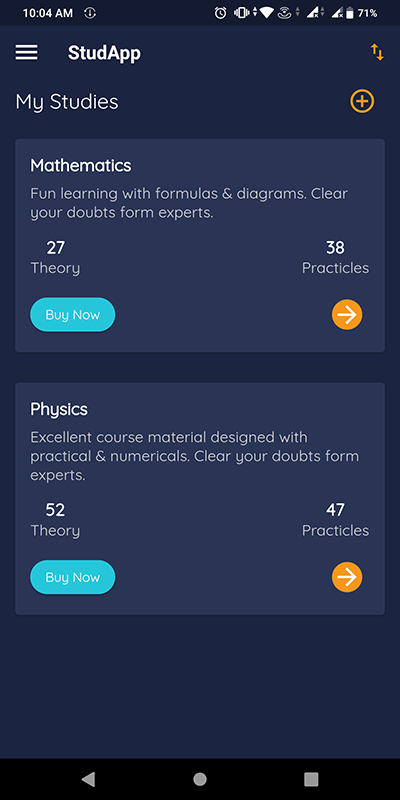 10:04 AM 71%
StudApp
My Studies
Mathematics
Fun learning with formulas & diagrams. Clear
your doubts form experts.
27 38
Theory Practicles
Buy Now
Physics
Excellent course material designed with
practical & numericals. Clear your doubts form
experts.
52 47
Theory Practicles
Buy Now